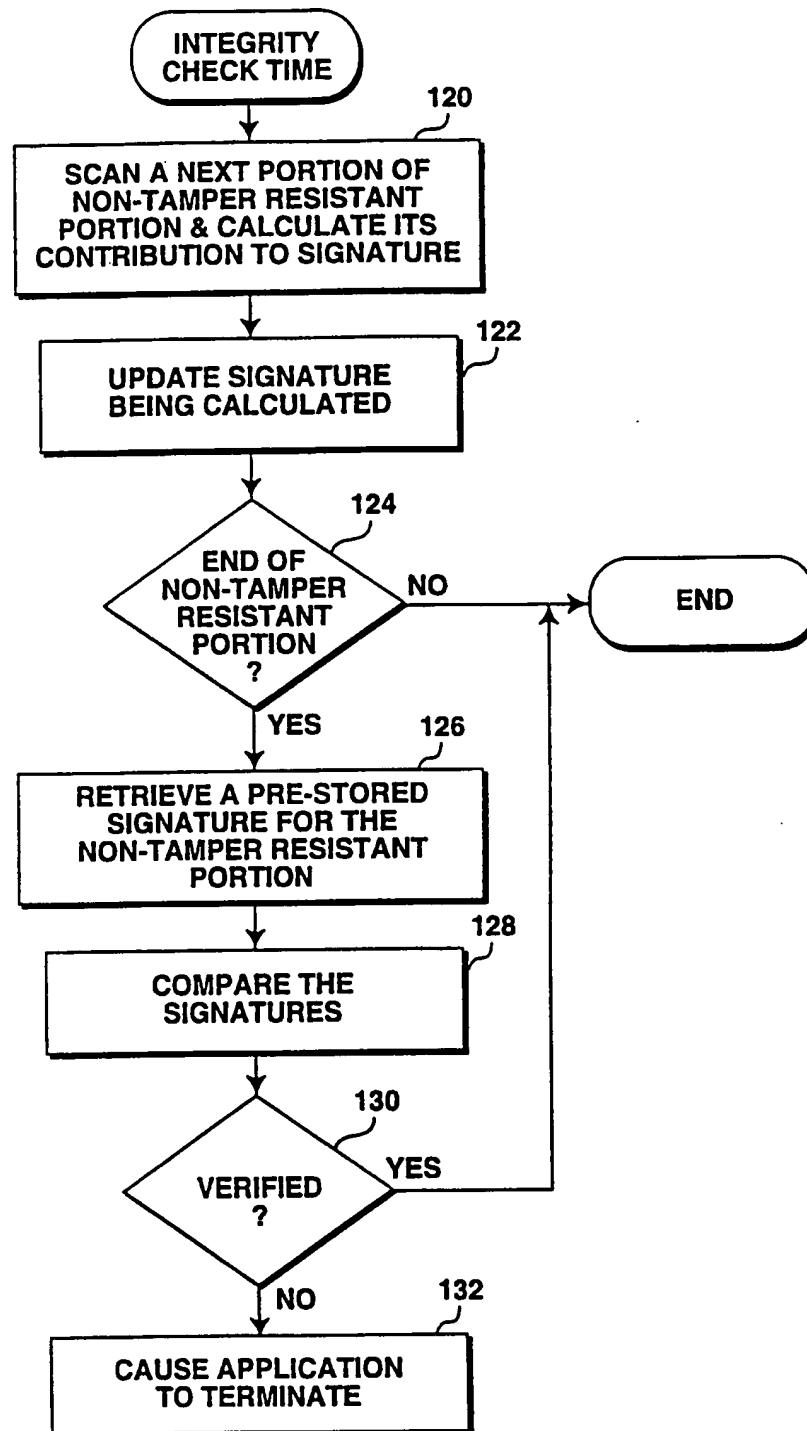 INTEGRITY
CHECK TIME
120
SCAN A NEXT PORTION OF
NON-TAMPER RESISTANT
PORTION & CALCULATE ITS
CONTRIBUTION TO SIGNATURE
122
UPDATE SIGNATURE
BEING CALCULATED
124
END OF
NON-TAMPER
RESISTANT
PORTION
?
NO
END
YES
126
RETRIEVE A PRE-STORED
SIGNATURE FOR THE
NON-TAMPER RESISTANT
PORTION
128
COMPARE THE
SIGNATURES
130
VERIFIED
?
YES
NO
132
CAUSE APPLICATION
TO TERMINATE